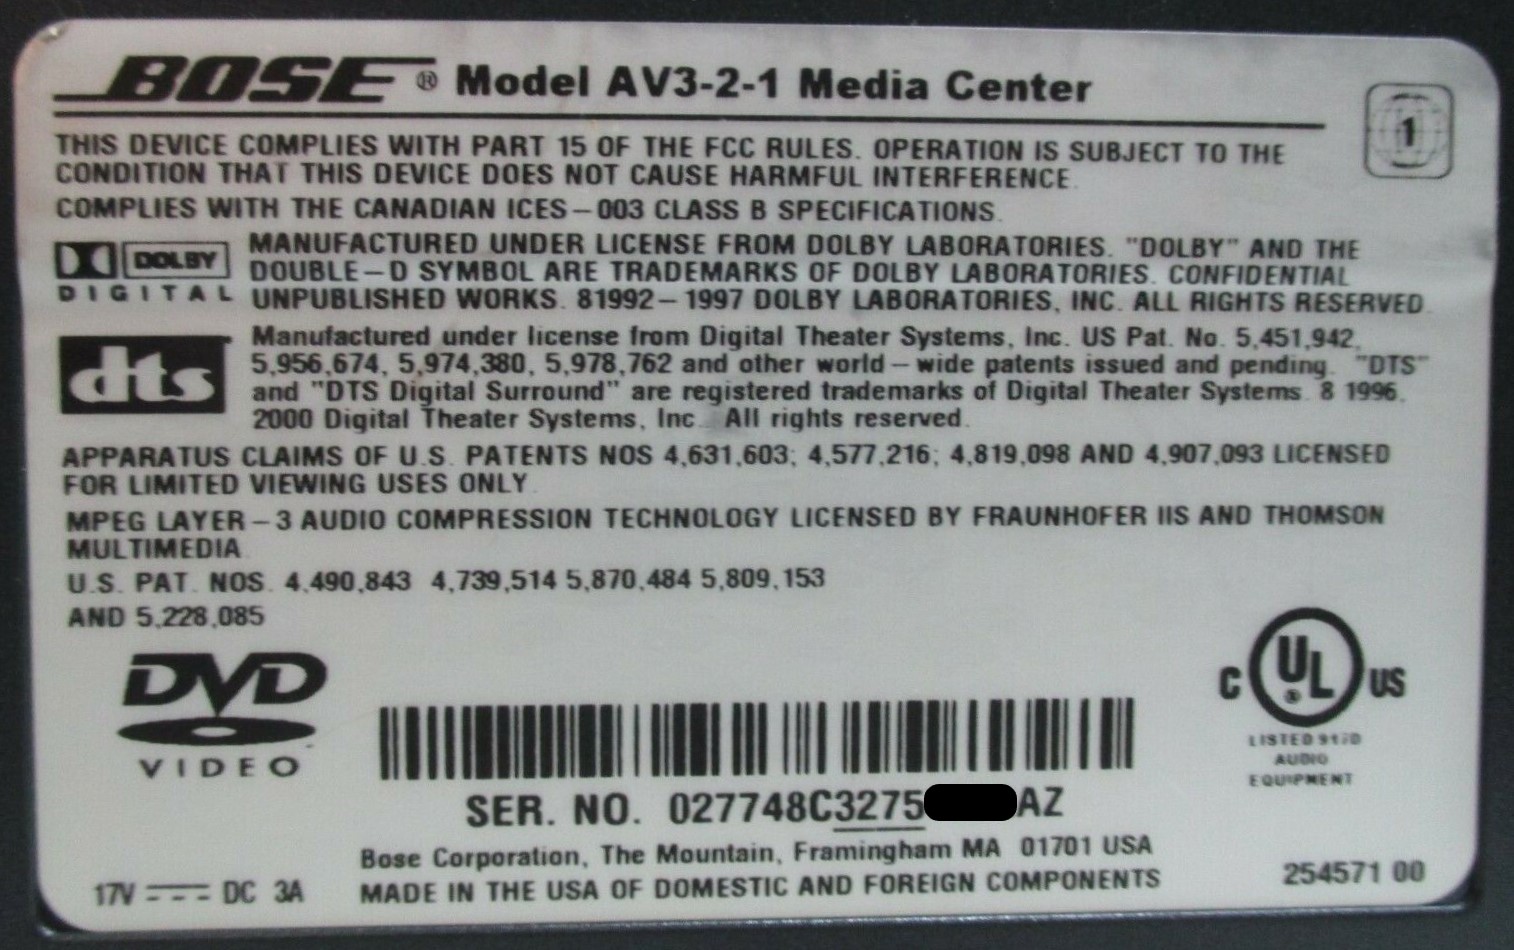 BOSE® Model AV3-2-1 Media Center
1
THIS DEVICE COMPLIES WITH PART 15 OF THE FCC RULES. OPERATION IS SUBJECT TO THE
CONDITION THAT THIS DEVICE DOES NOT CAUSE HARMFUL INTERFERENCE.
COMPLIES WITH THE CANADIAN ICES-003 CLASS B SPECIFICATIONS.
DOLBY
DIGITAL
MANUFACTURED UNDER LICENSE FROM DOLBY LABORATORIES. "DOLBY" AND THE
DOUBLE-D SYMBOL ARE TRADEMARKS OF DOLBY LABORATORIES. CONFIDENTIAL
UNPUBLISHED WORKS. 81992-1997 DOLBY LABORATORIES, INC. ALL RIGHTS RESERVED.
dts
Manufactured under license from Digital Theater Systems, Inc. US Pat. No. 5,451,942,
5,956,674, 5,974,380, 5,978,762 and other world-wide patents issued and pending. "DTS"
and "DTS Digital Surround" are registered trademarks of Digital Theater Systems. 8 1996,
2000 Digital Theater Systems, Inc. All rights reserved.
APPARATUS CLAIMS OF U.S. PATENTS NOS 4,631,603; 4,577,216; 4,819,098 AND 4,907,093 LICENSED
FOR LIMITED VIEWING USES ONLY.
MPEG LAYER-3 AUDIO COMPRESSION TECHNOLOGY LICENSED BY FRAUNHOFER IIS AND THOMSON
MULTIMEDIA.
U.S. PAT. NOS. 4,490,843 4,739,514 5,870,484 5,809,153
AND 5,228,085
DVD
VIDEO
C UL® US
LISTED
AUDIO
EQUIPMENT
SER. NO. 027748C3275 AZ
Bose Corporation, The Mountain, Framingham MA 01701 USA
MADE IN THE USA OF DOMESTIC AND FOREIGN COMPONENTS
17V DC 3A
254571 00